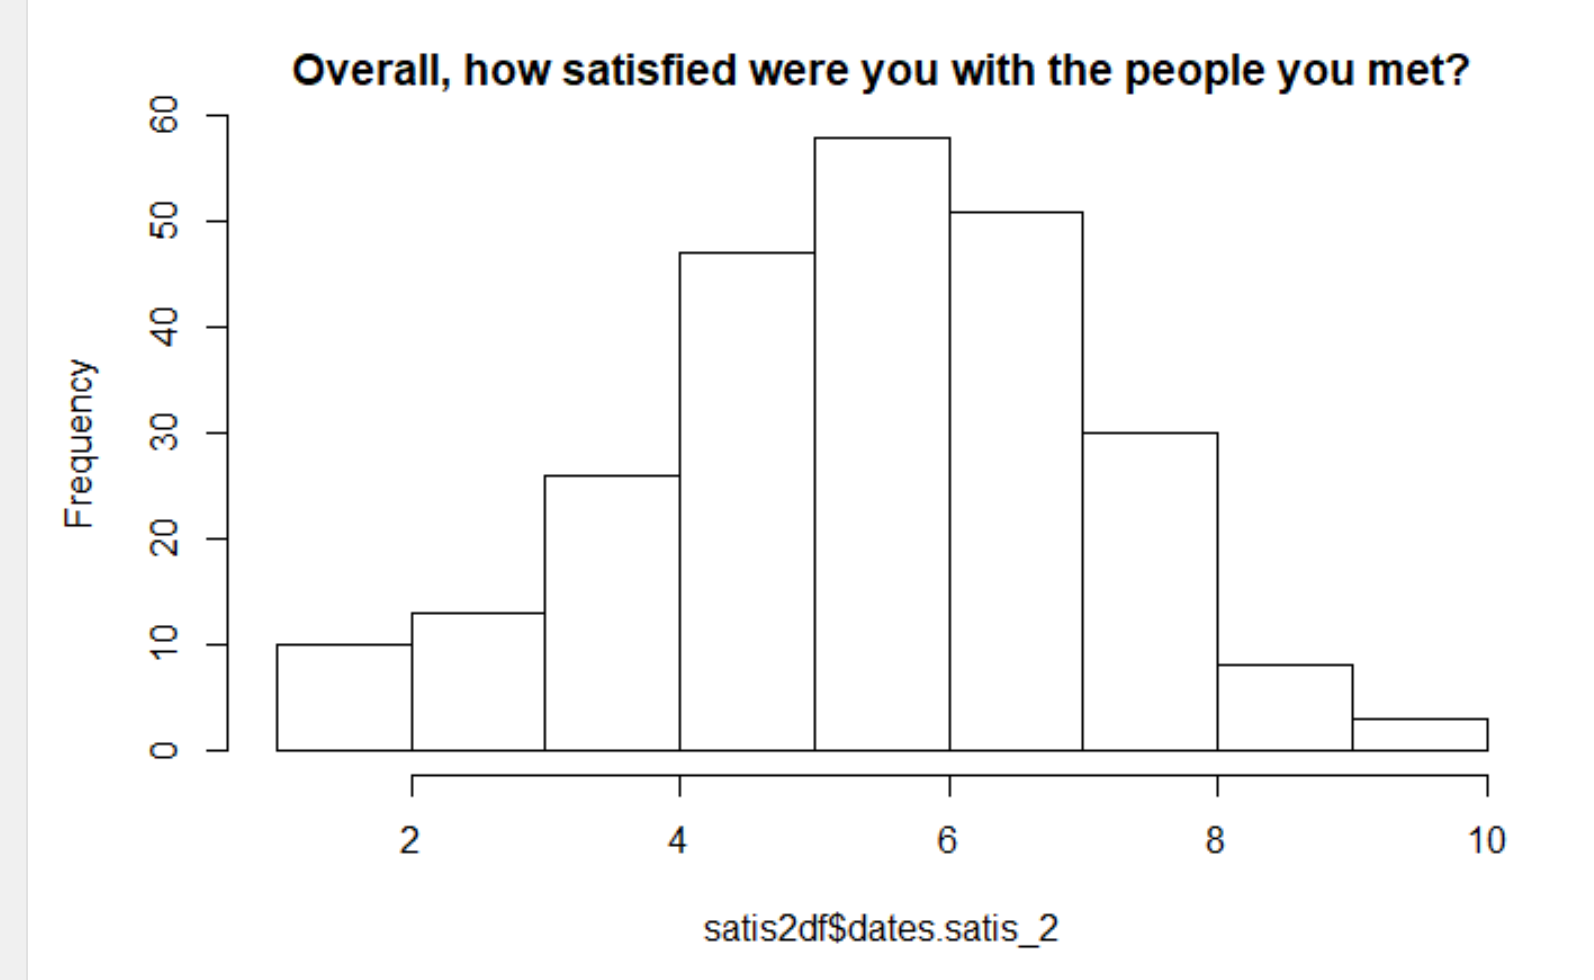 Overall, how satisfied were you with the people you met?
60
50
40
30
20
10
0
Frequency
2 4 6 8 10
satis2df$dates.satis_2